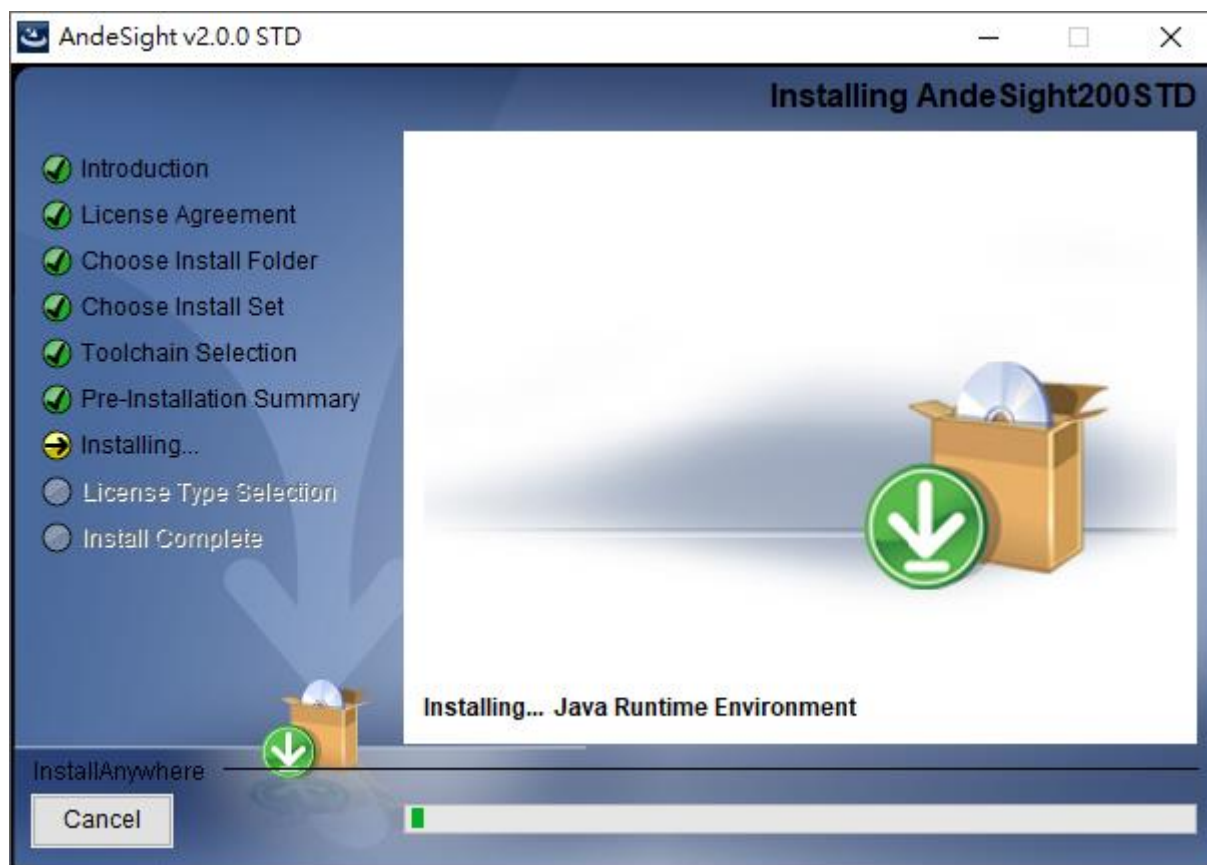 AndeSight v2.0.0 STD
Installing AndeSight200STD
Introduction
License Agreement
Choose Install Folder
Choose Install Set
Toolchain Selection
Pre-Installation Summary
Installing...
License Type Selection
Install Complete
Installing... Java Runtime Environment
InstallAnywhere
Cancel